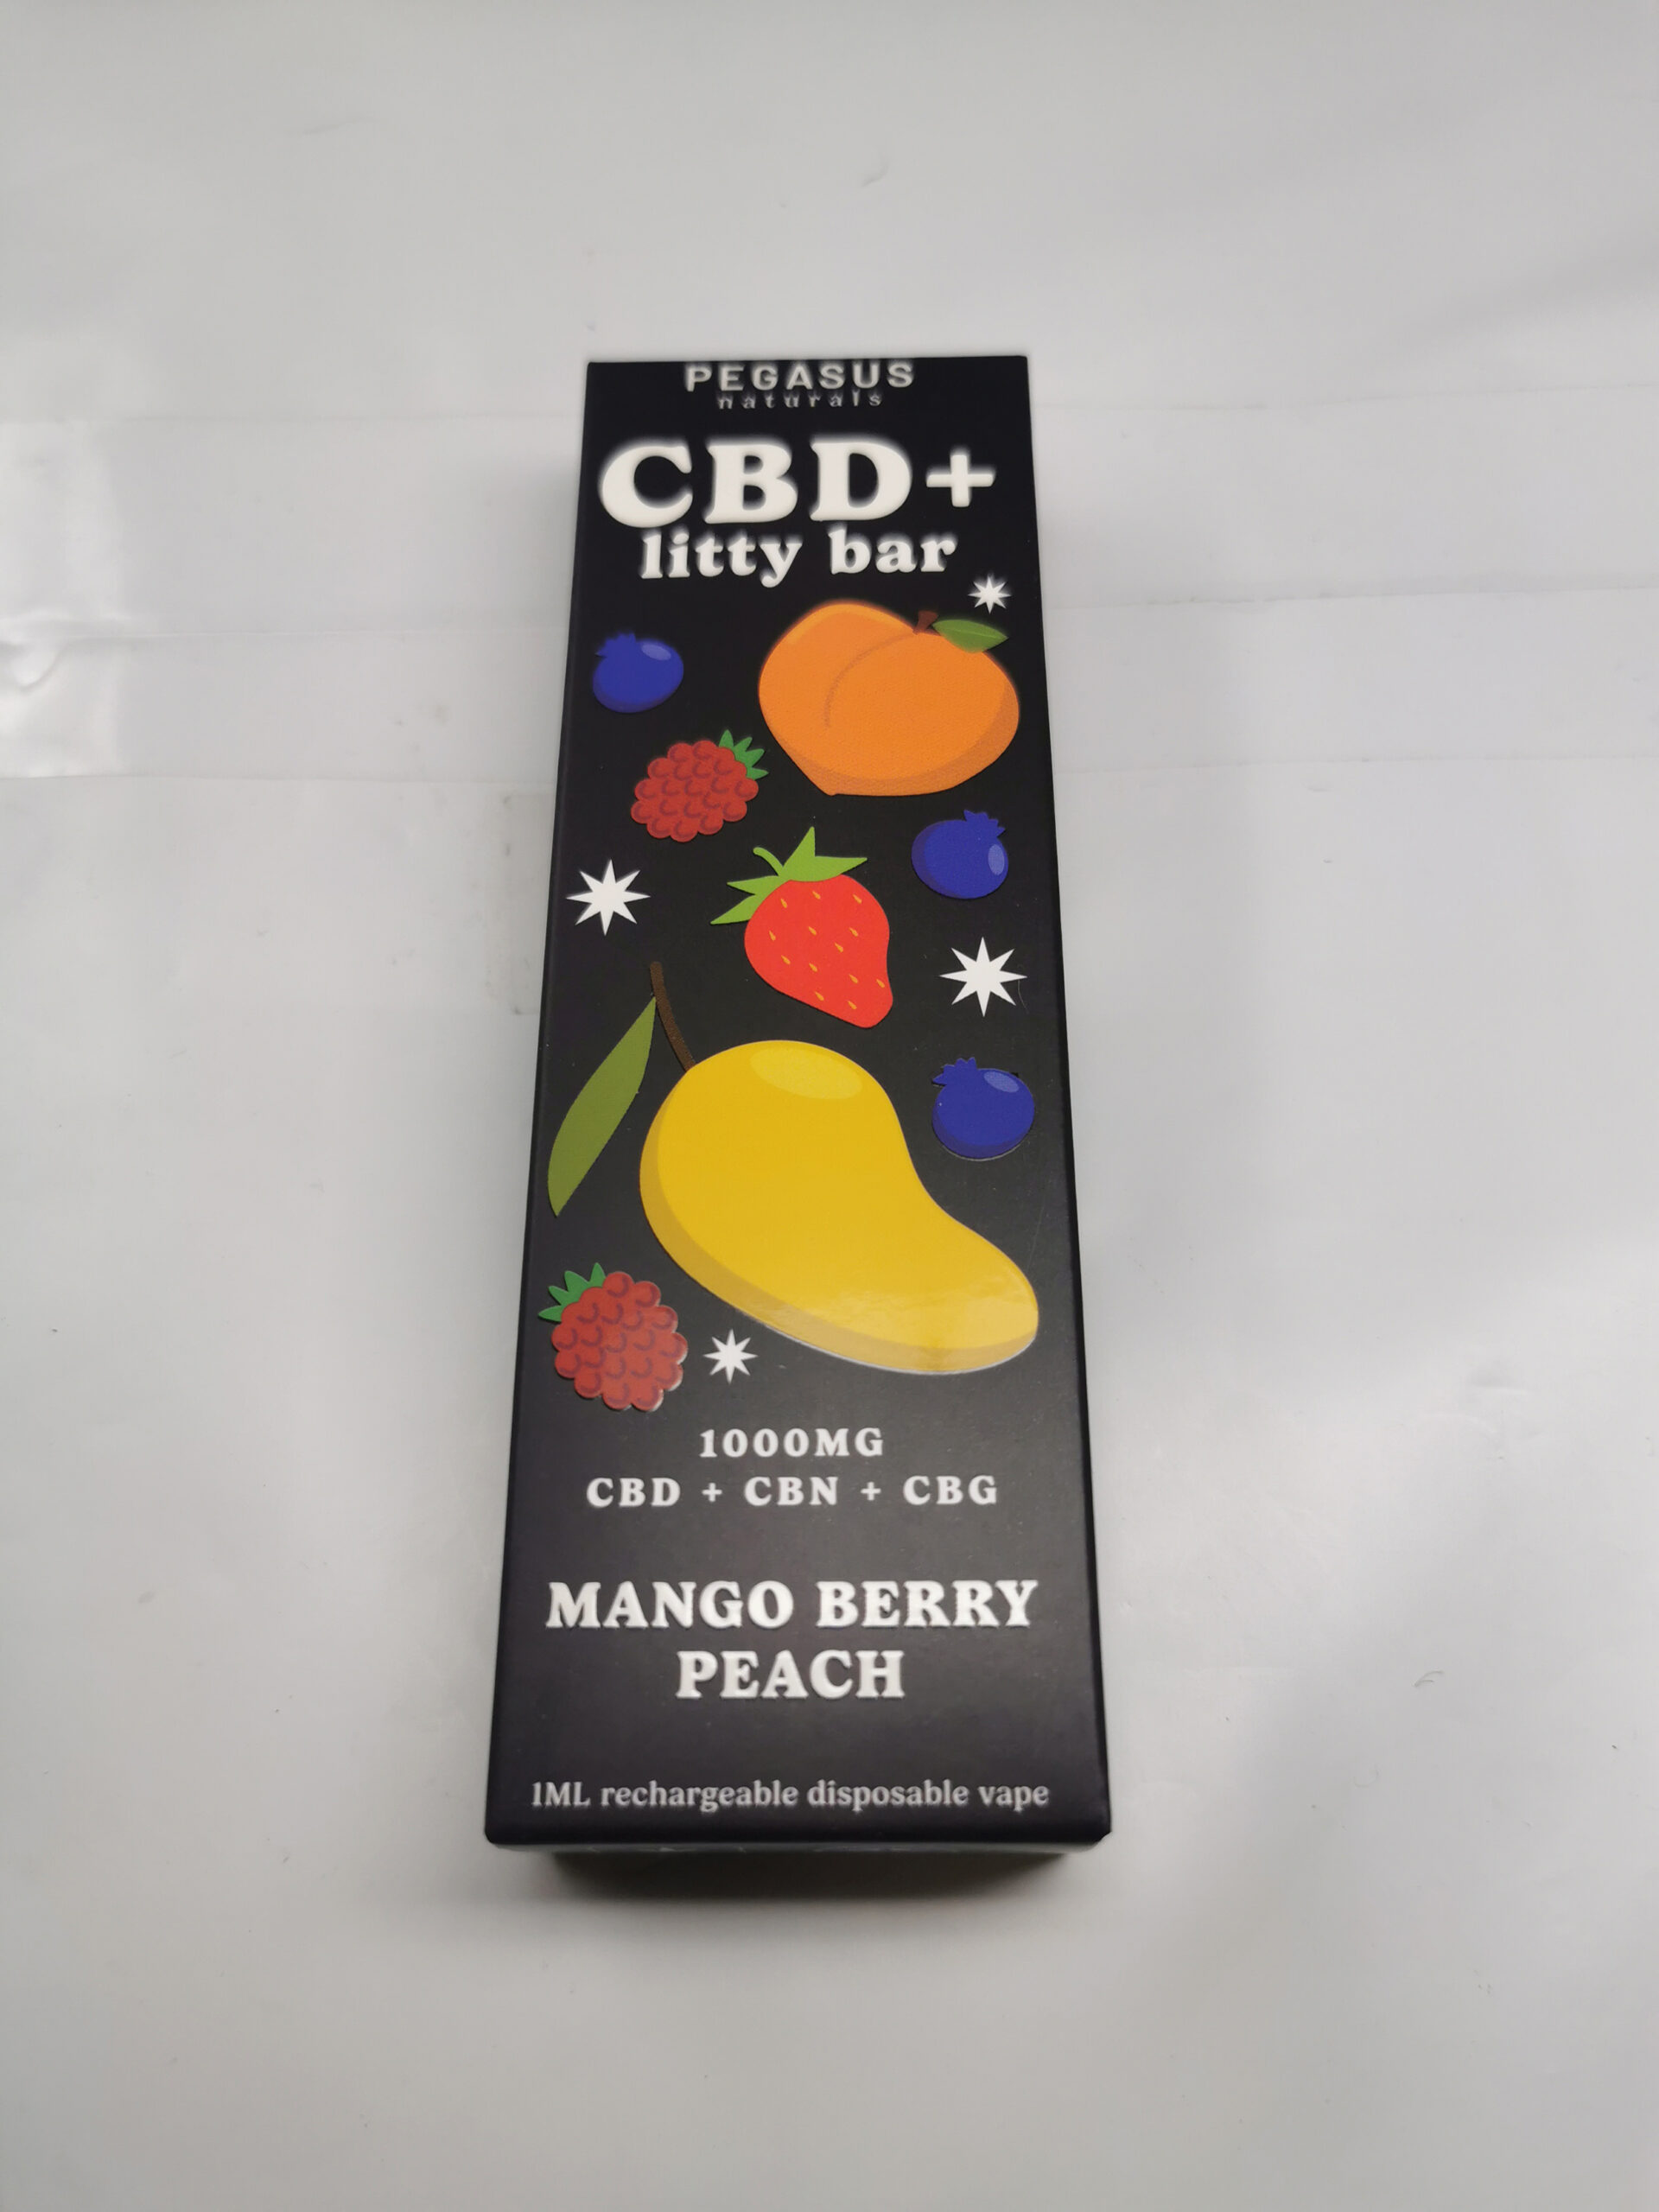 PEGASUS
naturals
CBD+
litty bar
1000MG
CBD + CBN + CBG
MANGO BERRY
PEACH
1ML rechargeable disposable vape